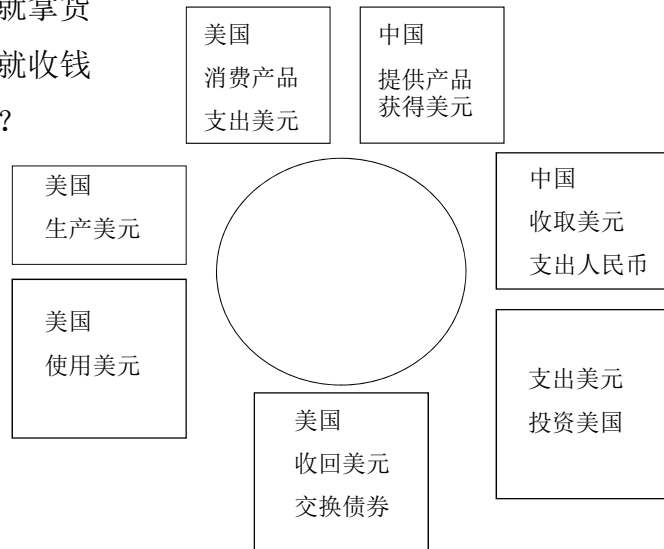 就拿货
就收钱
?
美国
消费产品
支出美元
中国
提供产品
获得美元
中国
收取美元
支出人民币
支出美元
投资美国
美国
收回美元
交换债券
美国
使用美元
美国
生产美元